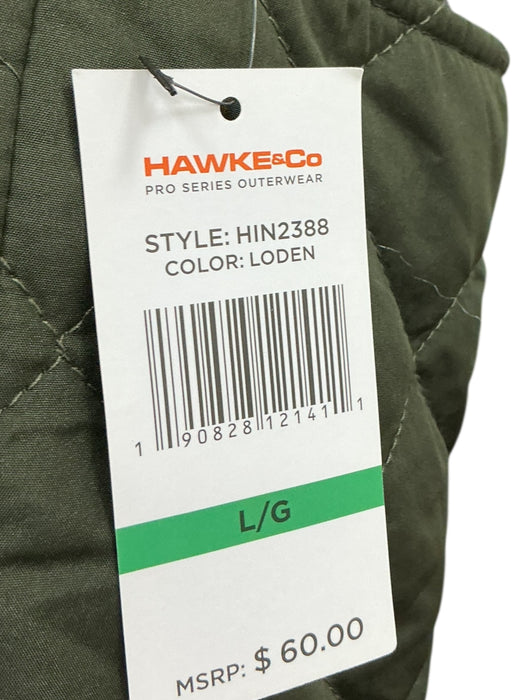 HAWKE&Co
PRO SERIES OUTERWEAR
STYLE: HIN2388
COLOR: LODEN
1 90828 12141 1
L/G
MSRP: $ 60.00